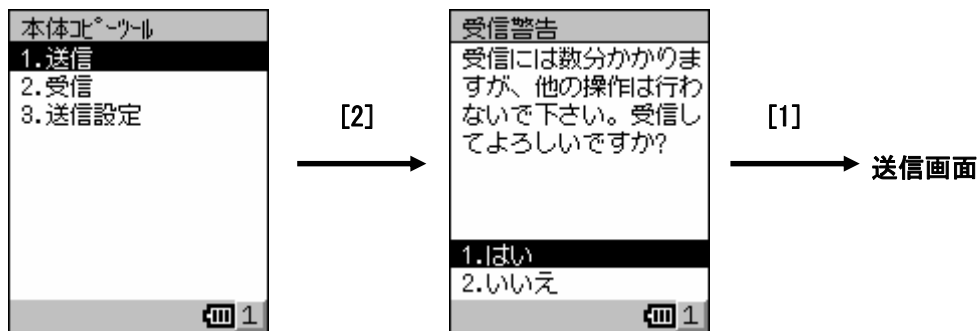 本体ｺﾋﾟｰﾂｰﾙ
1.送信
2.受信
3.送信設定
1
[2]
受信警告
受信には数分かかりま
すが、他の操作は行わ
ないで下さい。受信し
てよろしいですか?
1.はい
2.いいえ
1
[1]
送信画面